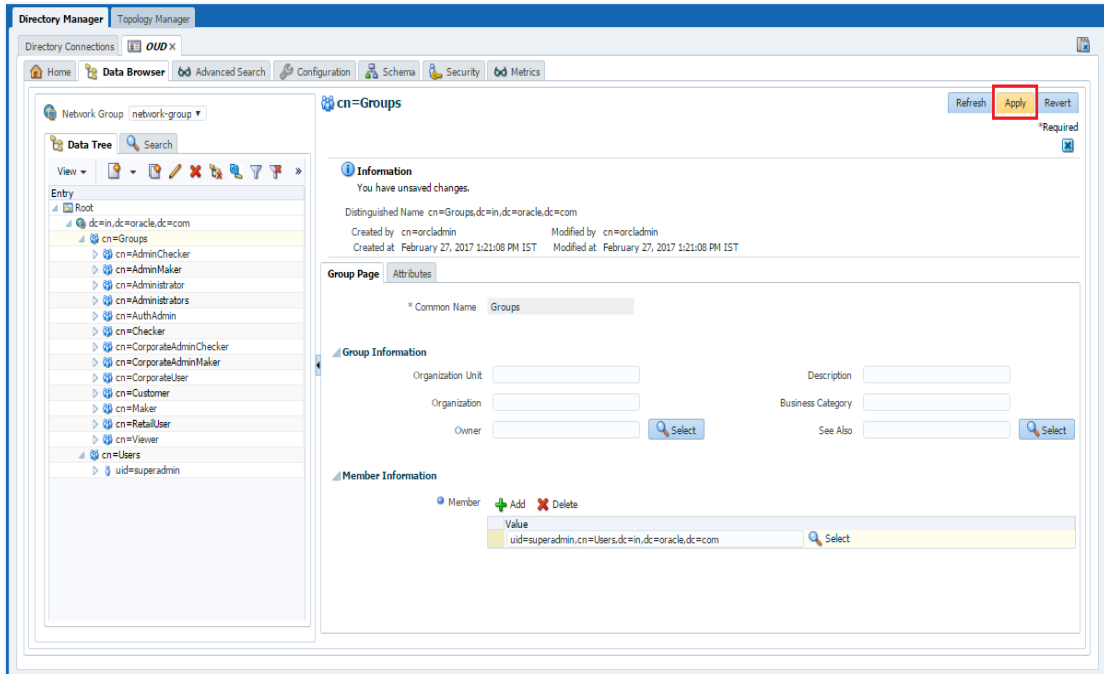 Directory Manager Topology Manager
Directory Connections OUD ×
Home Data Browser Advanced Search Configuration Schema Security Metrics
Network Group network-group
Data Tree Search
View
»
Entry
Root
dc=in,dc=oracle,dc=com
cn=Groups
cn=AdminChecker
cn=AdminMaker
cn=Administrator
cn=Administrators
cn=AuthAdmin
cn=Checker
cn=CorporateAdminChecker
cn=CorporateAdminMaker
cn=CorporateUser
cn=Customer
cn=Maker
cn=RetailUser
cn=Viewer
cn=Users
uid=superadmin
cn=Groups
Refresh Apply Revert
*Required
Information
You have unsaved changes.
Distinguished Name cn=Groups,dc=in,dc=oracle,dc=com
Created by cn=orcladmin Modified by cn=orcladmin
Created at February 27, 2017 1:21:08 PM IST Modified at February 27, 2017 1:21:08 PM IST
Group Page Attributes
* Common Name Groups
Group Information
Organization Unit Description
Organization Business Category
Owner Select See Also Select
Member Information
Member Add Delete
Value
uid=superadmin,cn=Users,dc=in,dc=oracle,dc=com Select